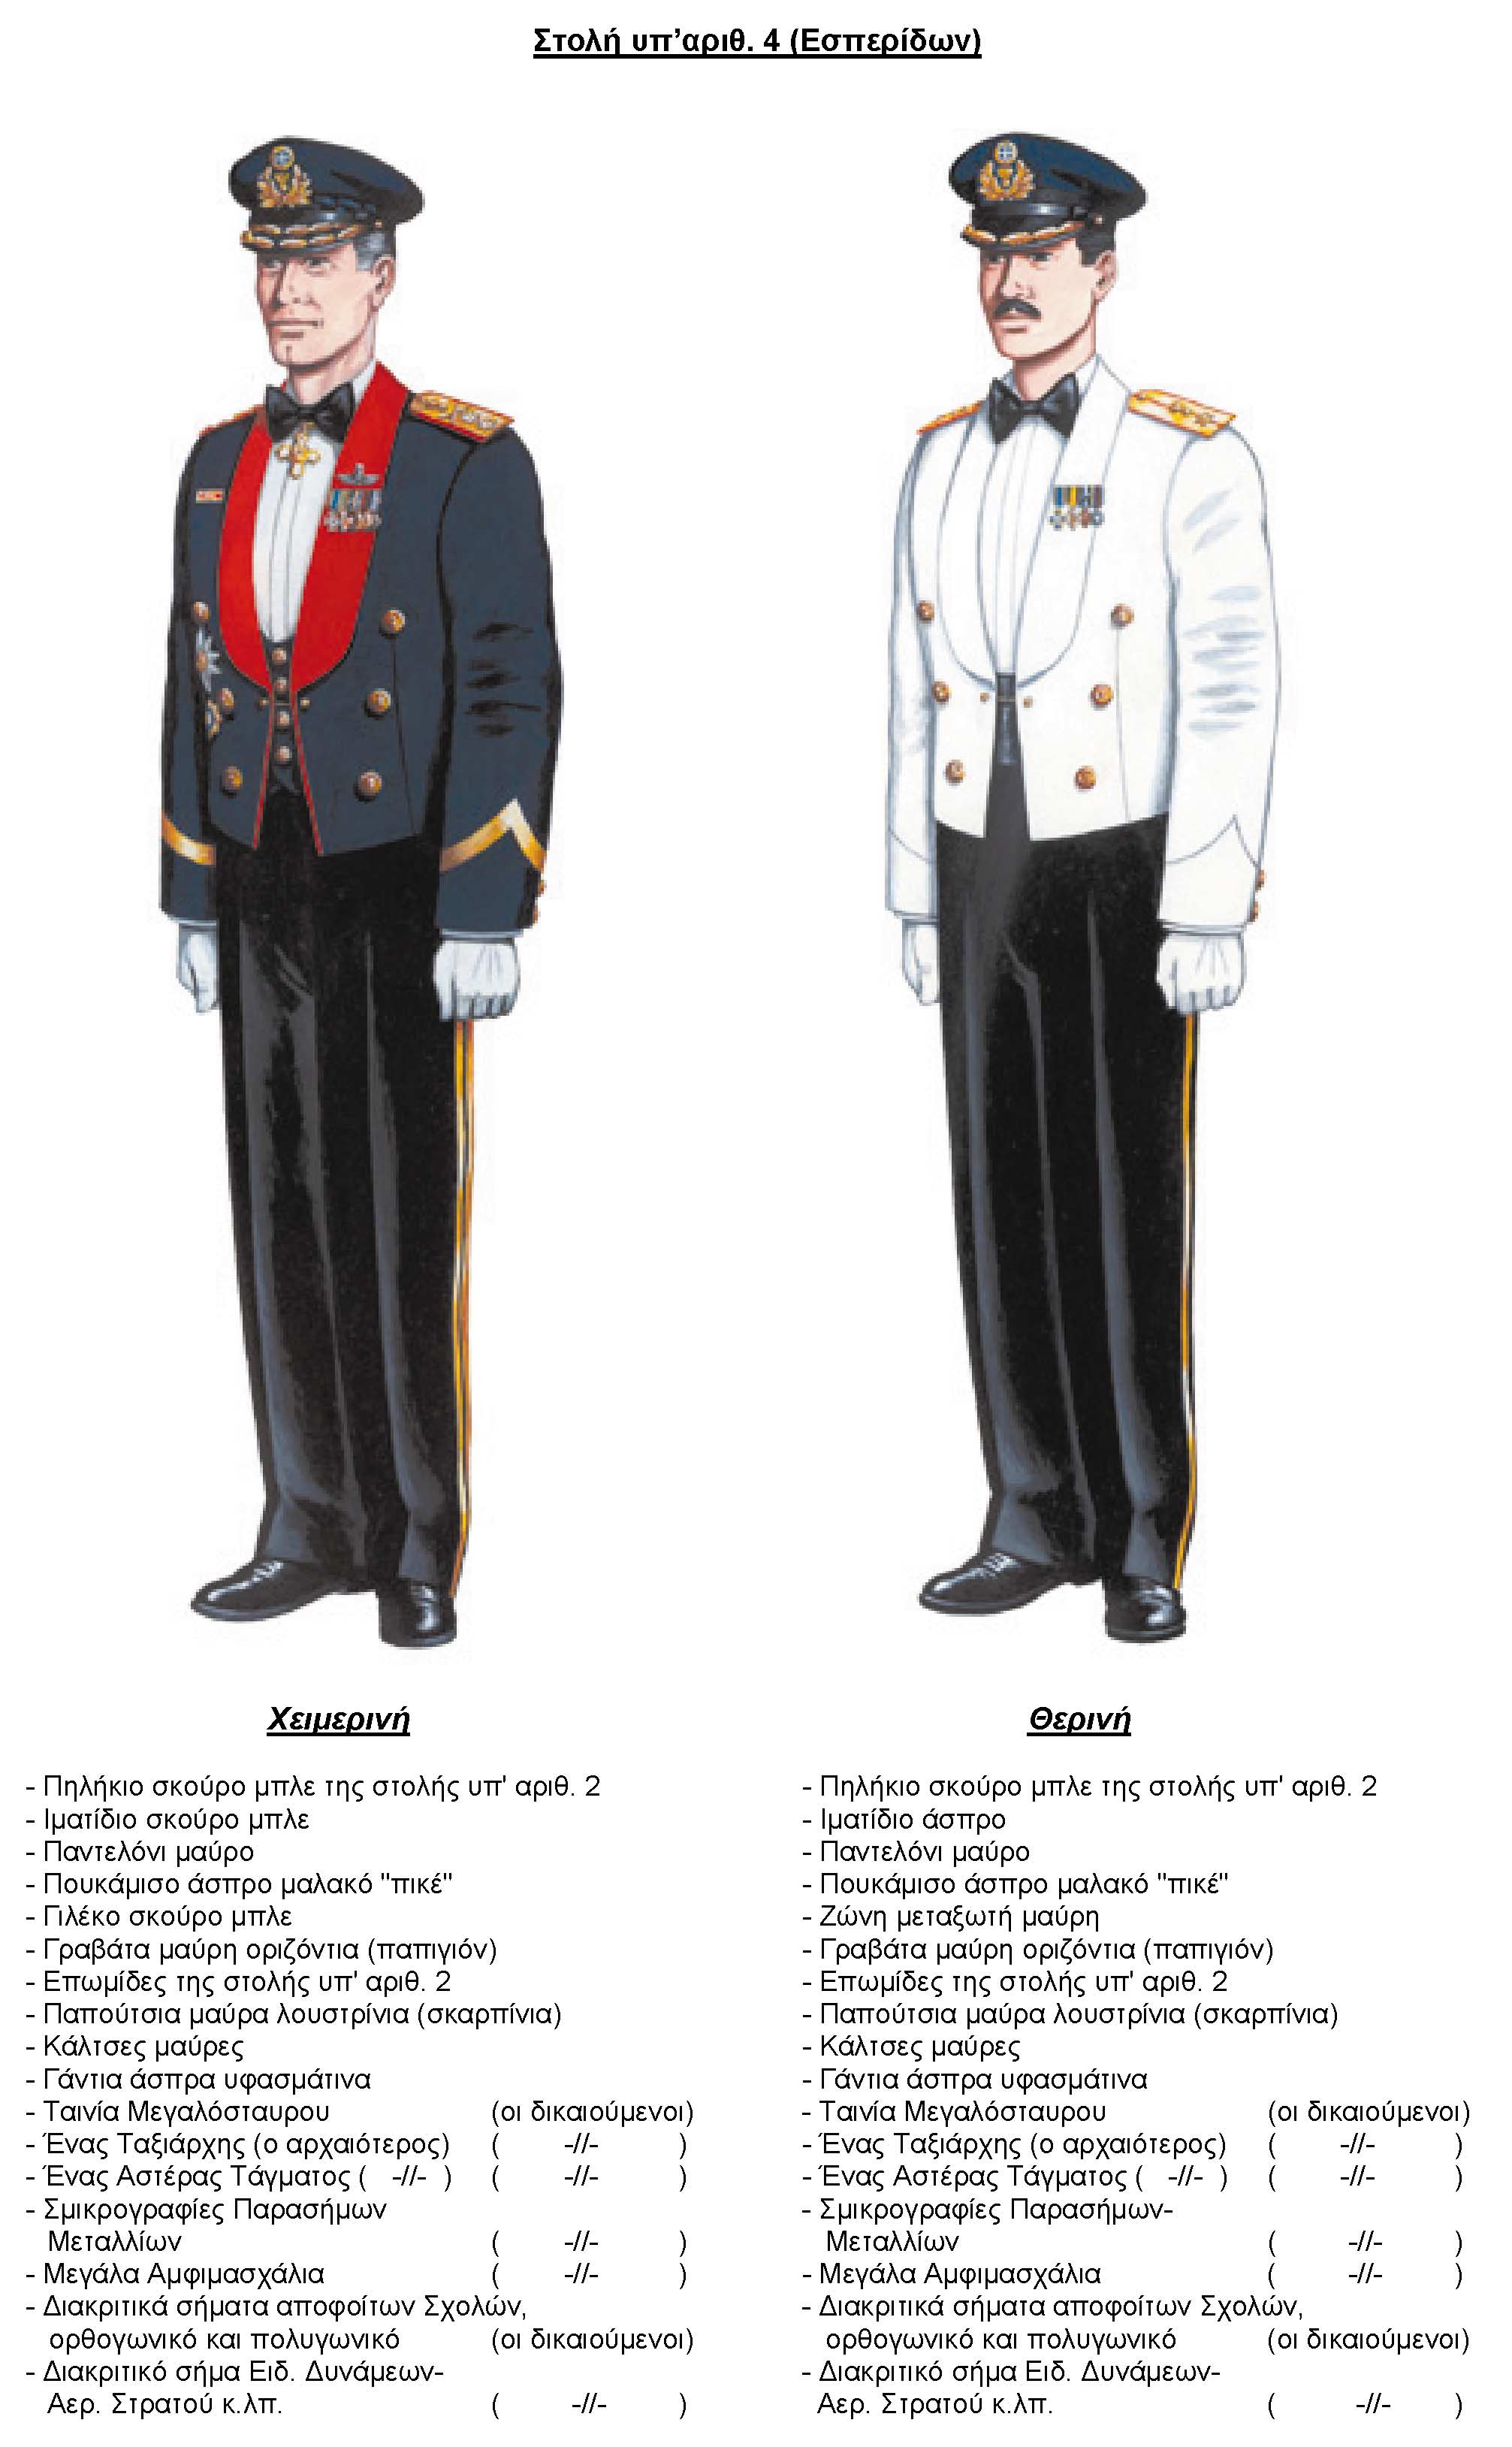 Στολή υπ’αριθ. 4 (Εσπερίδων)
Χειμερινή
- Πηλήκιο σκούρο μπλε της στολής υπ' αριθ. 2
- Ιματίδιο σκούρο μπλε
- Παντελόνι μαύρο
- Πουκάμισο άσπρο μαλακό "πικέ"
- Γιλέκο σκούρο μπλε
- Γραβάτα μαύρη οριζόντια (παπιγιόν)
- Επωμίδες της στολής υπ' αριθ. 2
- Παπούτσια μαύρα λουστρίνια (σκαρπίνια)
- Κάλτσες μαύρες
- Γάντια άσπρα υφασμάτινα
- Ταινία Μεγαλόσταυρου (οι δικαιούμενοι)
- Ένας Ταξιάρχης (ο αρχαιότερος) ( -//- )
- Ένας Αστέρας Τάγματος ( -//- ) ( -//- )
- Σμικρογραφίες Παρασήμων
Μεταλλίων ( -//- )
- Μεγάλα Αμφιμασχάλια ( -//- )
- Διακριτικά σήματα αποφοίτων Σχολών,
ορθογωνικό και πολυγωνικό (οι δικαιούμενοι)
- Διακριτικό σήμα Ειδ. Δυνάμεων-
Αερ. Στρατού κ.λπ. ( -//- )
Θερινή
- Πηλήκιο σκούρο μπλε της στολής υπ' αριθ. 2
- Ιματίδιο άσπρο
- Παντελόνι μαύρο
- Πουκάμισο άσπρο μαλακό "πικέ"
- Ζώνη μεταξωτή μαύρη
- Γραβάτα μαύρη οριζόντια (παπιγιόν)
- Επωμίδες της στολής υπ' αριθ. 2
- Παπούτσια μαύρα λουστρίνια (σκαρπίνια)
- Κάλτσες μαύρες
- Γάντια άσπρα υφασμάτινα
- Ταινία Μεγαλόσταυρου (οι δικαιούμενοι)
- Ένας Ταξιάρχης (ο αρχαιότερος) ( -//- )
- Ένας Αστέρας Τάγματος ( -//- ) ( -//- )
- Σμικρογραφίες Παρασήμων-
Μεταλλίων ( -//- )
- Μεγάλα Αμφιμασχάλια ( -//- )
- Διακριτικά σήματα αποφοίτων Σχολών,
ορθογωνικό και πολυγωνικό (οι δικαιούμενοι)
- Διακριτικό σήμα Ειδ. Δυνάμεων-
Αερ. Στρατού κ.λπ. ( -//- )